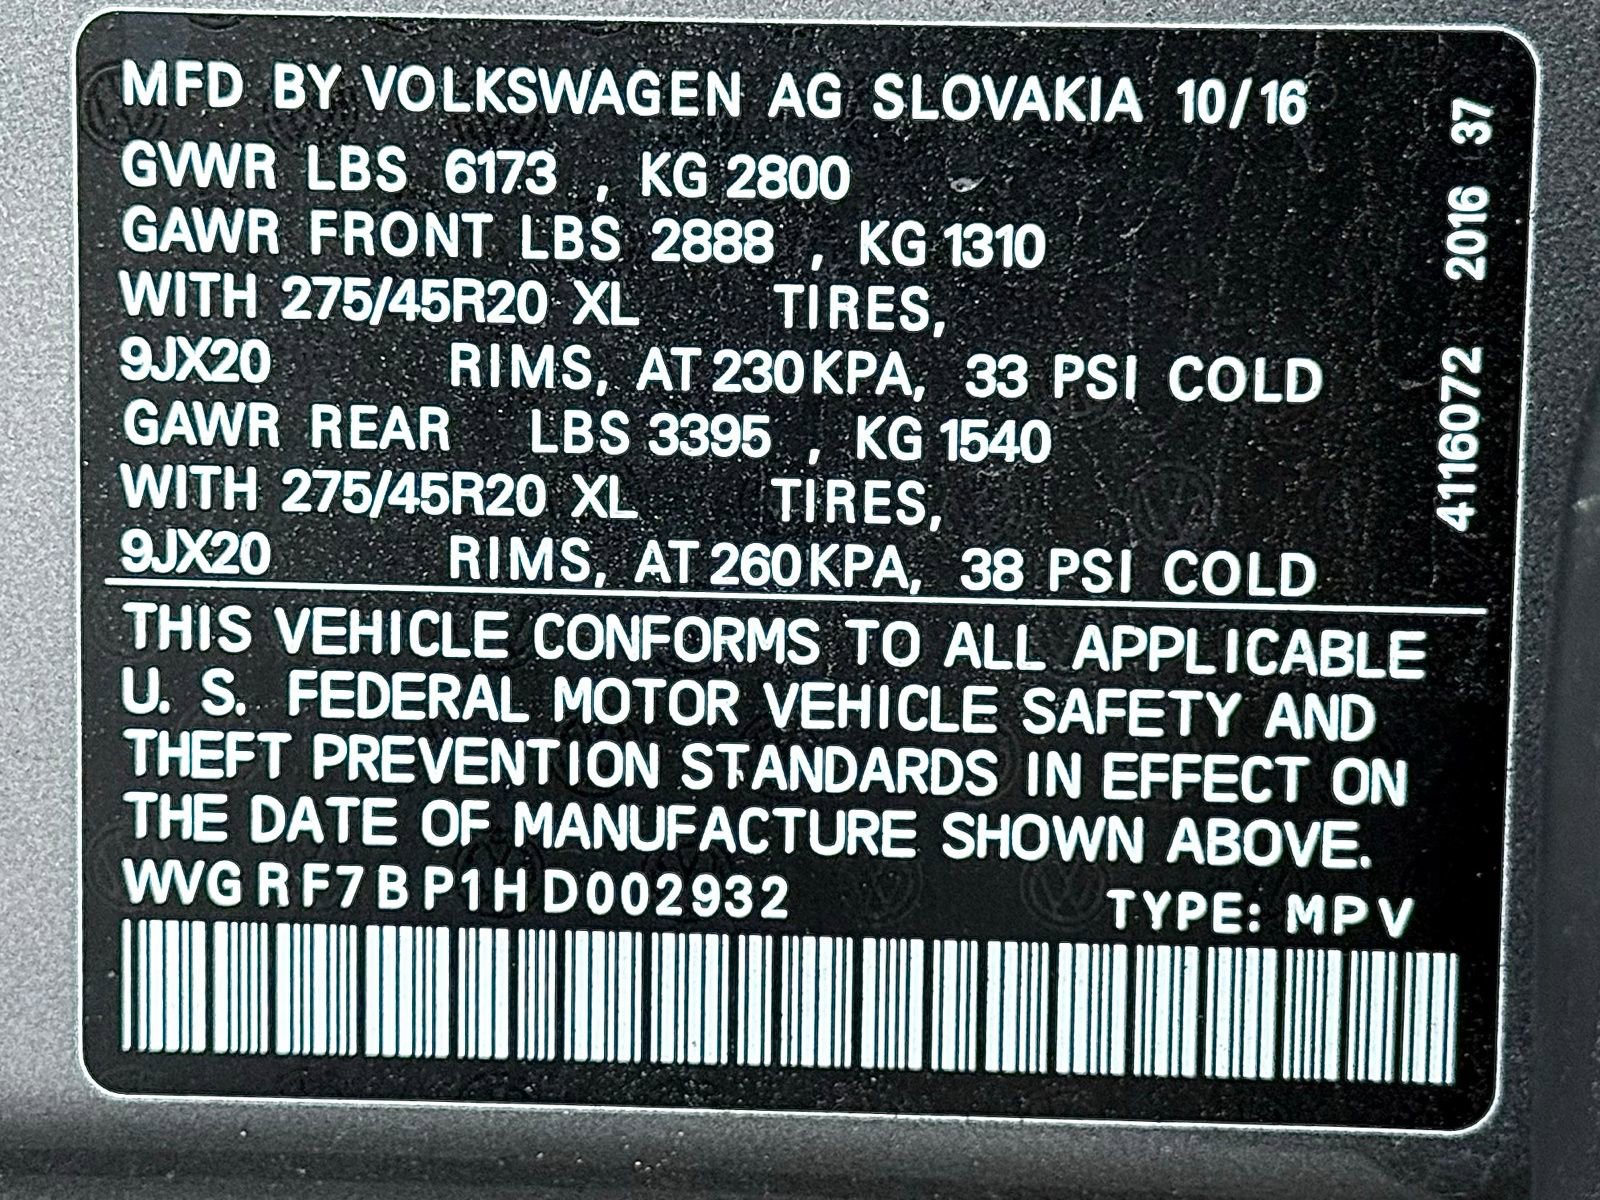 MFD BY VOLKSWAGEN AG SLOVAKIA 10/16
GVWR LBS 6173 , KG 2800
GAWR FRONT LBS 2888 , KG 1310
WITH 275/45R20 XL TIRES,
9JX20 RIMS, AT 230KPA, 33 PSI COLD
GAWR REAR LBS 3395 , KG 1540
WITH 275/45R20 XL TIRES,
9JX20 RIMS, AT 260KPA, 38 PSI COLD
THIS VEHICLE CONFORMS TO ALL APPLICABLE
U. S. FEDERAL MOTOR VEHICLE SAFETY AND
THEFT PREVENTION STANDARDS IN EFFECT ON
THE DATE OF MANUFACTURE SHOWN ABOVE.
WVGRF7BP1HD002932 TYPE: MPV
4116072 2016 37